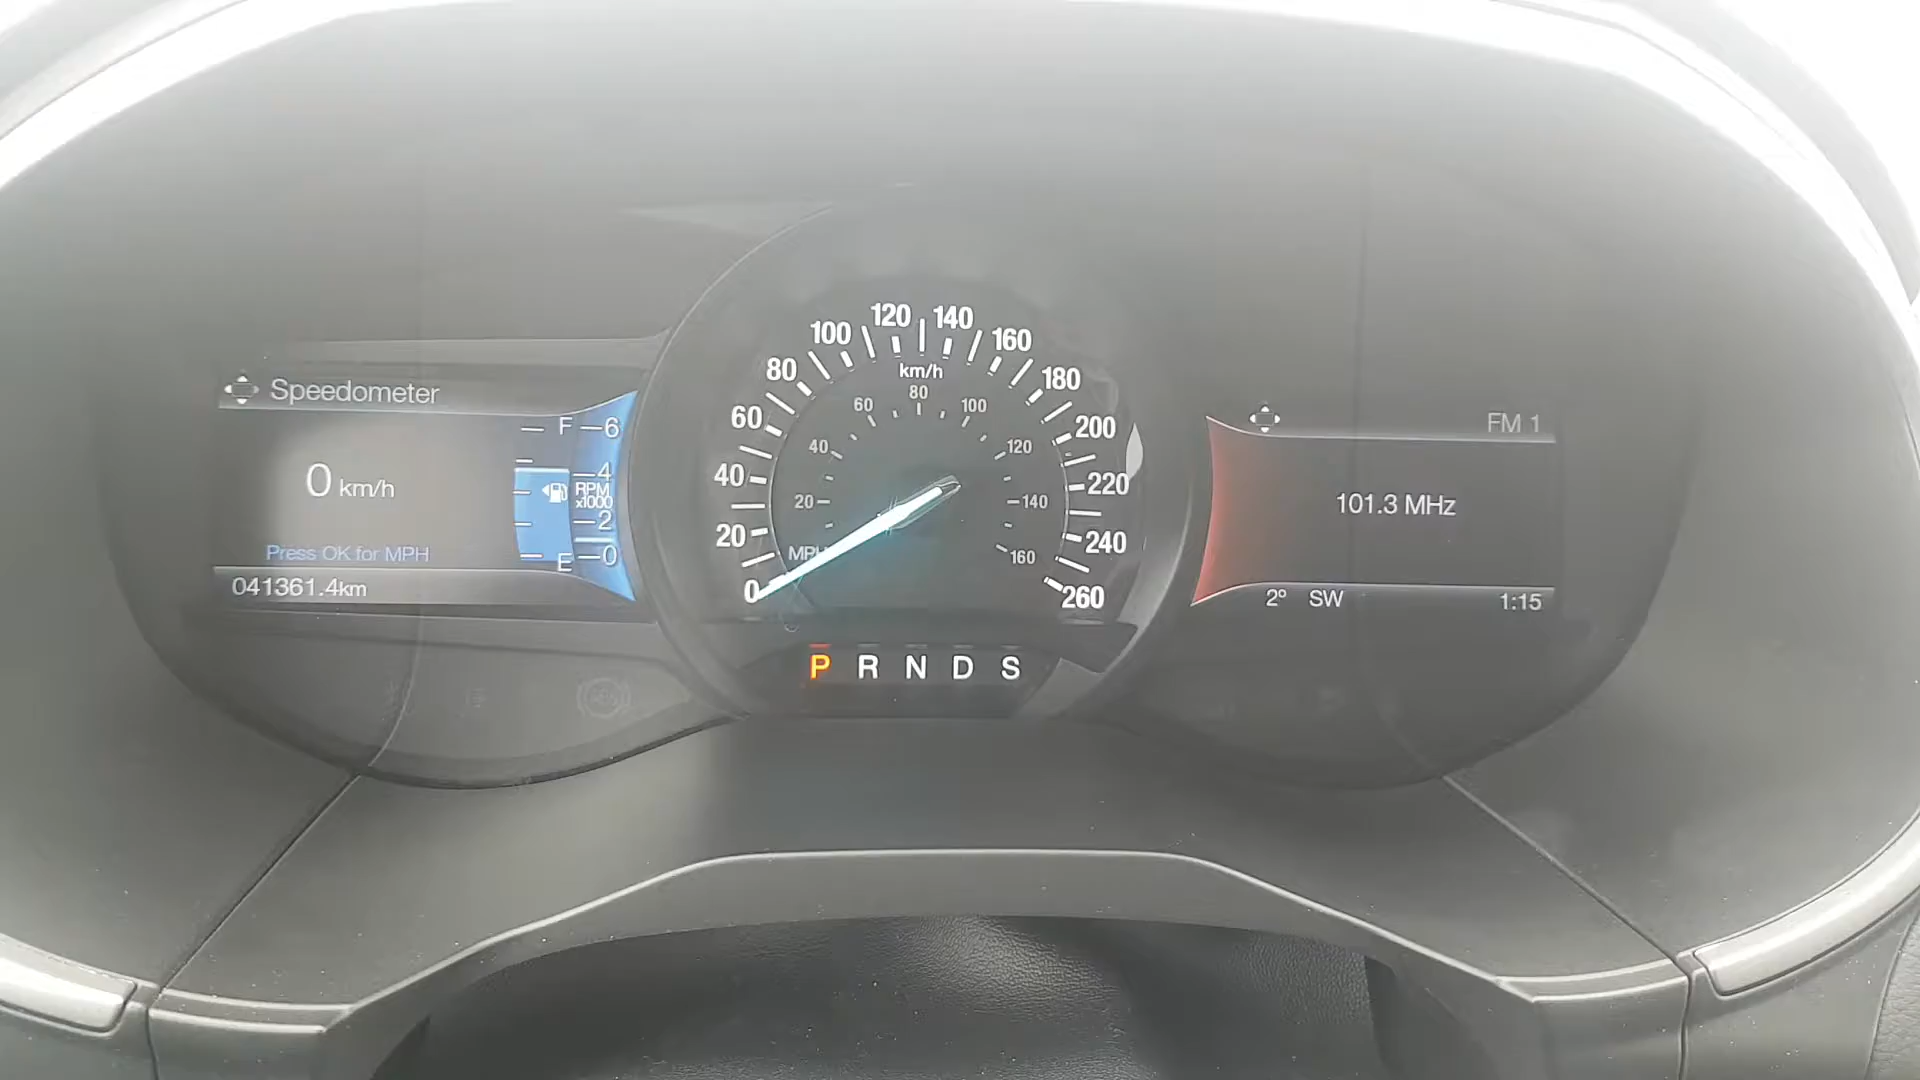 Speedometer
0 km/h
Press OK for MPH
041361.4km
F
E
6
4
RPM
x1000
2
0
0
20
40
60
80
100
120
140
160
180
200
220
240
260
km/h
20
40
60
80
100
120
140
160
MPH
P R N D S
FM 1
101.3 MHz
2° SW 1:15